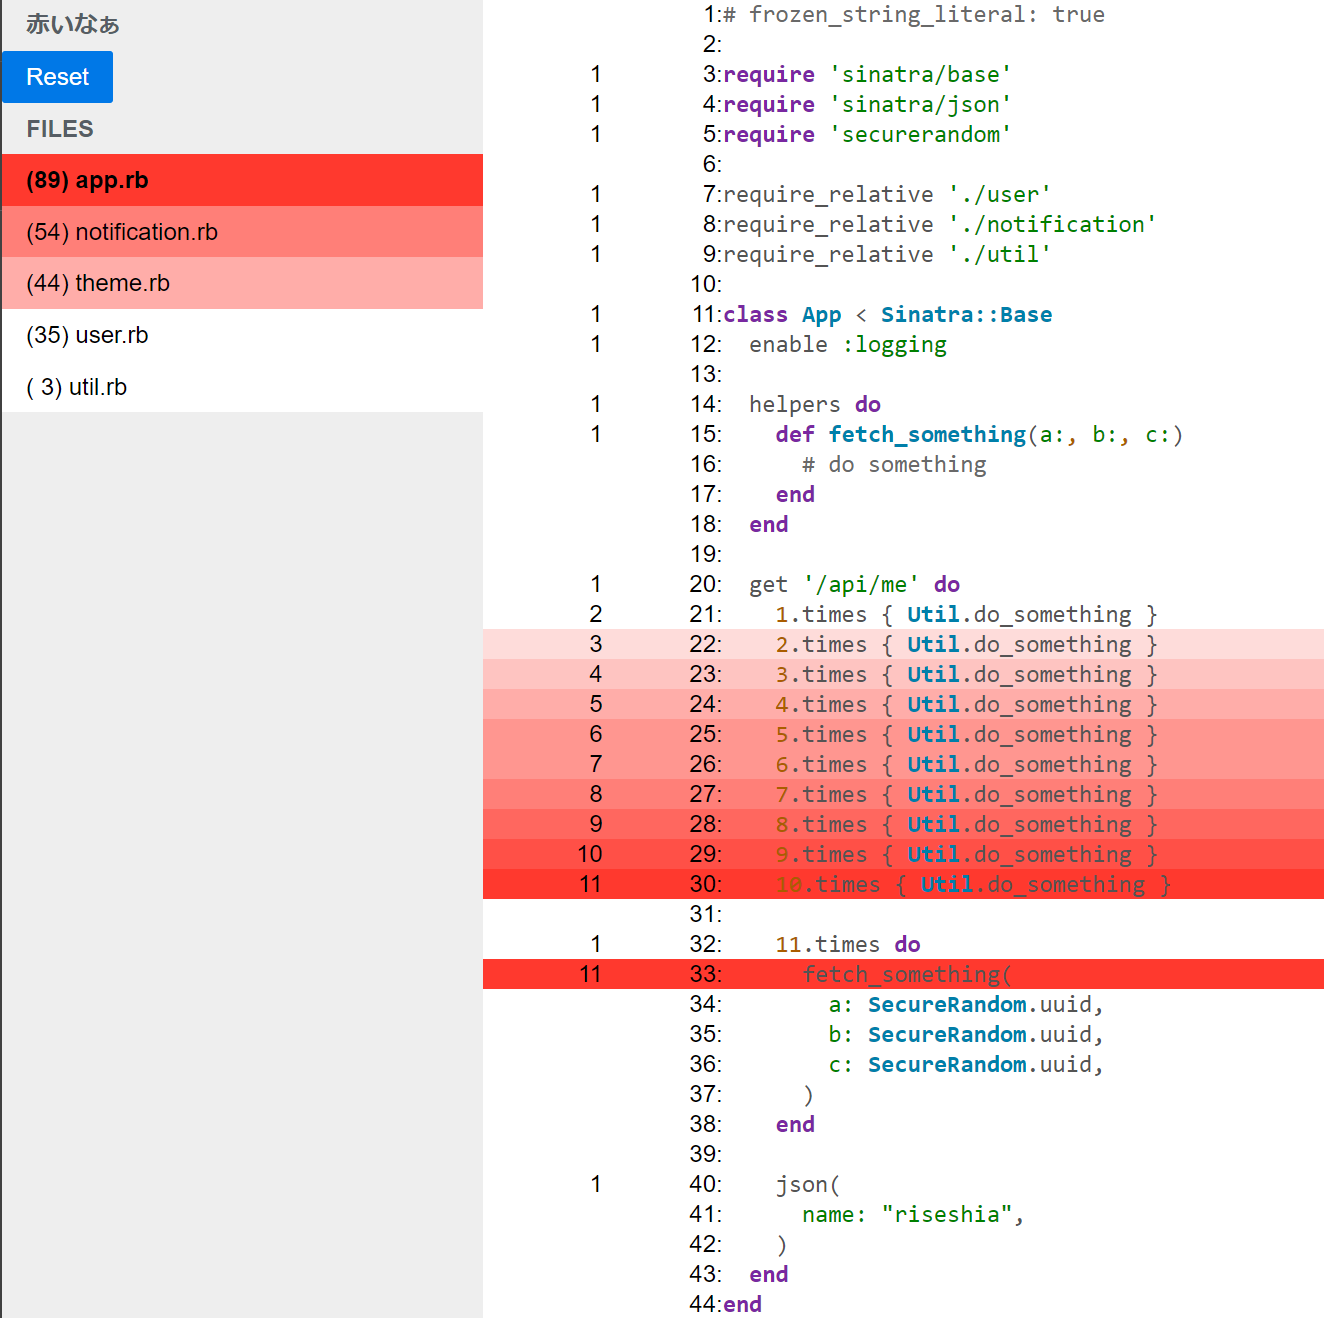 赤いなぁ
Reset
FILES
(89) app.rb
(54) notification.rb
(44) theme.rb
(35) user.rb
( 3) util.rb
1:# frozen_string_literal: true
2:
1 3:require 'sinatra/base'
1 4:require 'sinatra/json'
1 5:require 'securerandom'
6:
1 7:require_relative './user'
1 8:require_relative './notification'
1 9:require_relative './util'
10:
1 11:class App < Sinatra::Base
1 12:  enable :logging
13:
1 14:  helpers do
1 15:    def fetch_something(a:, b:, c:)
16:      # do something
17:    end
18:  end
19:
1 20:  get '/api/me' do
2 21:    1.times { Util.do_something }
3 22:    2.times { Util.do_something }
4 23:    3.times { Util.do_something }
5 24:    4.times { Util.do_something }
6 25:    5.times { Util.do_something }
7 26:    6.times { Util.do_something }
8 27:    7.times { Util.do_something }
9 28:    8.times { Util.do_something }
10 29:    9.times { Util.do_something }
11 30:    10.times { Util.do_something }
31:
1 32:    11.times do
11 33:      fetch_something(
34:        a: SecureRandom.uuid,
35:        b: SecureRandom.uuid,
36:        c: SecureRandom.uuid,
37:      )
38:    end
39:
1 40:    json(
41:      name: "riseshia",
42:    )
43:  end
44:end